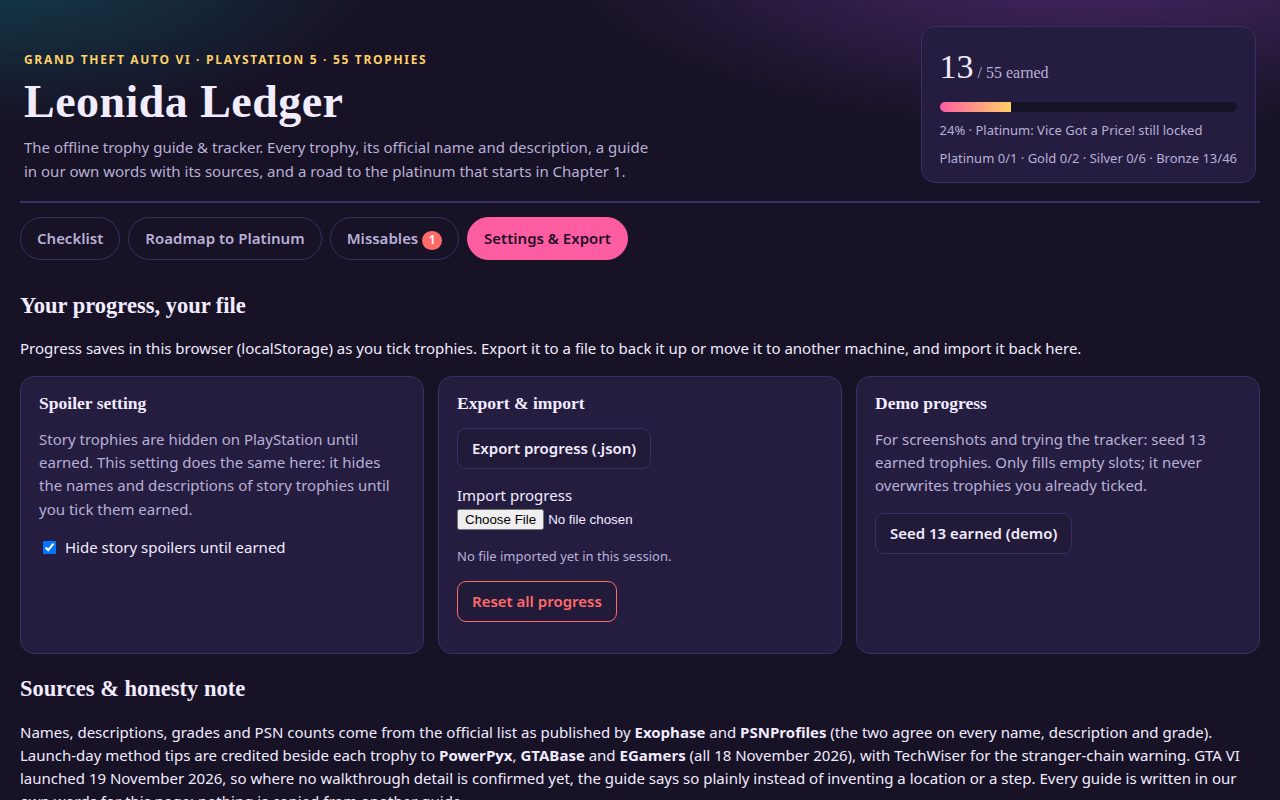 GRAND THEFT AUTO VI · PLAYSTATION 5 · 55 TROPHIES
Leonida Ledger
The offline trophy guide & tracker. Every trophy, its official name and description, a guide
in our own words with its sources, and a road to the platinum that starts in Chapter 1.
13 / 55 earned
24% · Platinum: Vice Got a Price! still locked
Platinum 0/1 · Gold 0/2 · Silver 0/6 · Bronze 13/46
Checklist
Roadmap to Platinum
Missables 1
Settings & Export
Your progress, your file
Progress saves in this browser (localStorage) as you tick trophies. Export it to a file to back it up or move it to another machine, and import it back here.
Spoiler setting
Story trophies are hidden on PlayStation until
earned. This setting does the same here: it hides
the names and descriptions of story trophies until
you tick them earned.
Hide story spoilers until earned
Export & import
Export progress (.json)
Import progress
Choose File No file chosen
No file imported yet in this session.
Reset all progress
Demo progress
For screenshots and trying the tracker: seed 13
earned trophies. Only fills empty slots; it never
overwrites trophies you already ticked.
Seed 13 earned (demo)
Sources & honesty note
Names, descriptions, grades and PSN counts come from the official list as published by Exophase and PSNProfiles (the two agree on every name, description and grade).
Launch-day method tips are credited beside each trophy to PowerPyx, GTABase and EGamers (all 18 November 2026), with TechWiser for the stranger-chain warning. GTA VI
launched 19 November 2026, so where no walkthrough detail is confirmed yet, the guide says so plainly instead of inventing a location or a step. Every guide is written in our
own words for this page; nothing is copied from another guide.